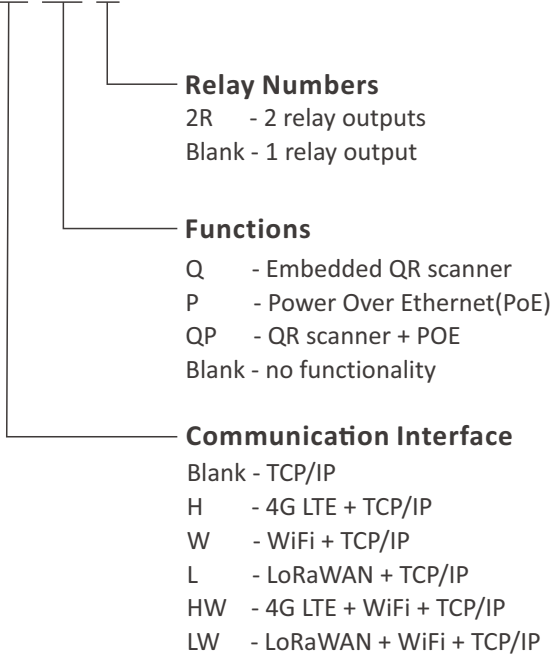 Relay Numbers
2R - 2 relay outputs
Blank - 1 relay output
Functions
Q - Embedded QR scanner
P - Power Over Ethernet(PoE)
QP - QR scanner + POE
Blank - no functionality
Communication Interface
Blank - TCP/IP
H - 4G LTE + TCP/IP
W - WiFi + TCP/IP
L - LoRaWAN + TCP/IP
HW - 4G LTE + WiFi + TCP/IP
LW - LoRaWAN + WiFi + TCP/IP